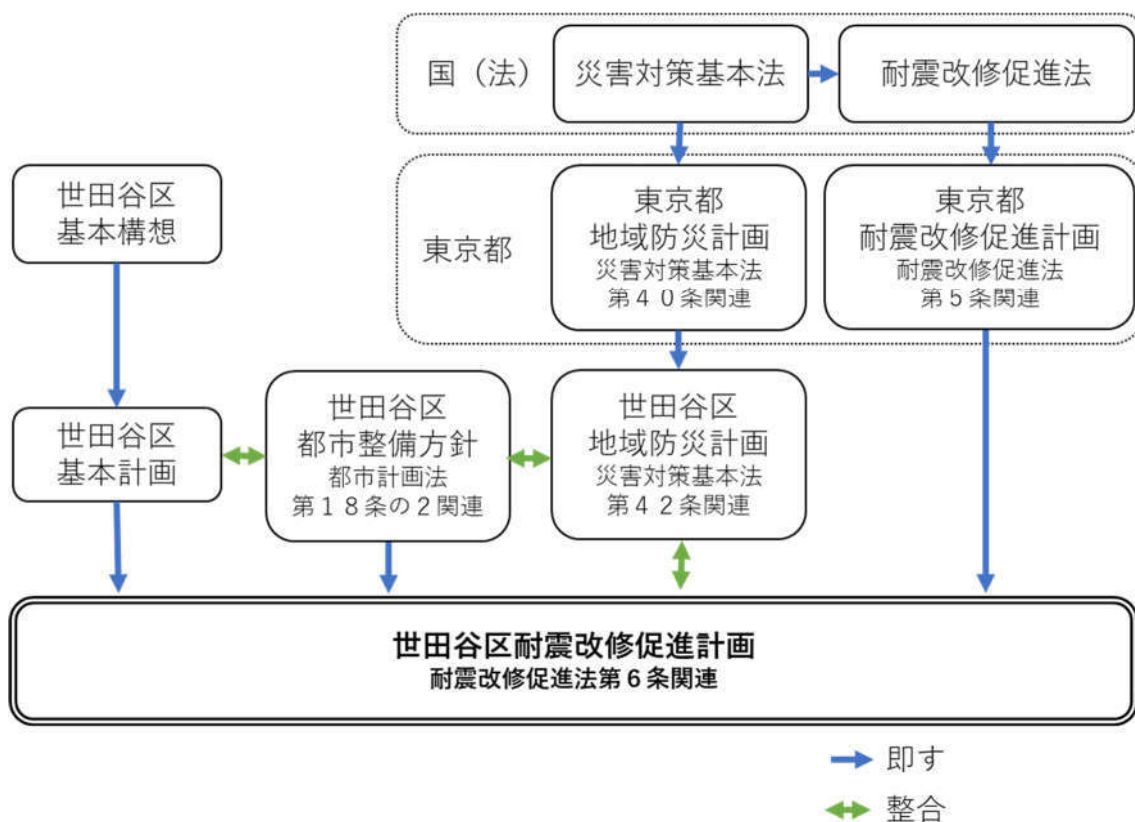 国（法）
災害対策基本法
耐震改修促進法
東京都
東京都
地域防災計画
災害対策基本法
第４０条関連
東京都
耐震改修促進計画
耐震改修促進法
第５条関連
世田谷区
基本構想
世田谷区
基本計画
世田谷区
都市整備方針
都市計画法
第１８条の２関連
世田谷区
地域防災計画
災害対策基本法
第４２条関連
世田谷区耐震改修促進計画
耐震改修促進法第６条関連
即す
整合